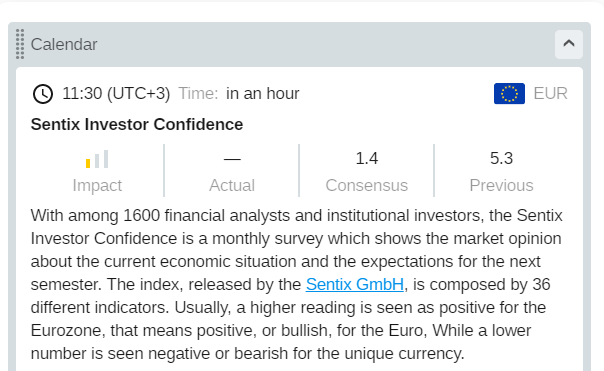 Calendar
11:30 (UTC+3) Time: in an hour EUR
Sentix Investor Confidence
— 1.4 5.3
Impact Actual Consensus Previous
With among 1600 financial analysts and institutional investors, the Sentix
Investor Confidence is a monthly survey which shows the market opinion
about the current economic situation and the expectations for the next
semester. The index, released by the Sentix GmbH, is composed by 36
different indicators. Usually, a higher reading is seen as positive for the
Eurozone, that means positive, or bullish, for the Euro, While a lower
number is seen negative or bearish for the unique currency.